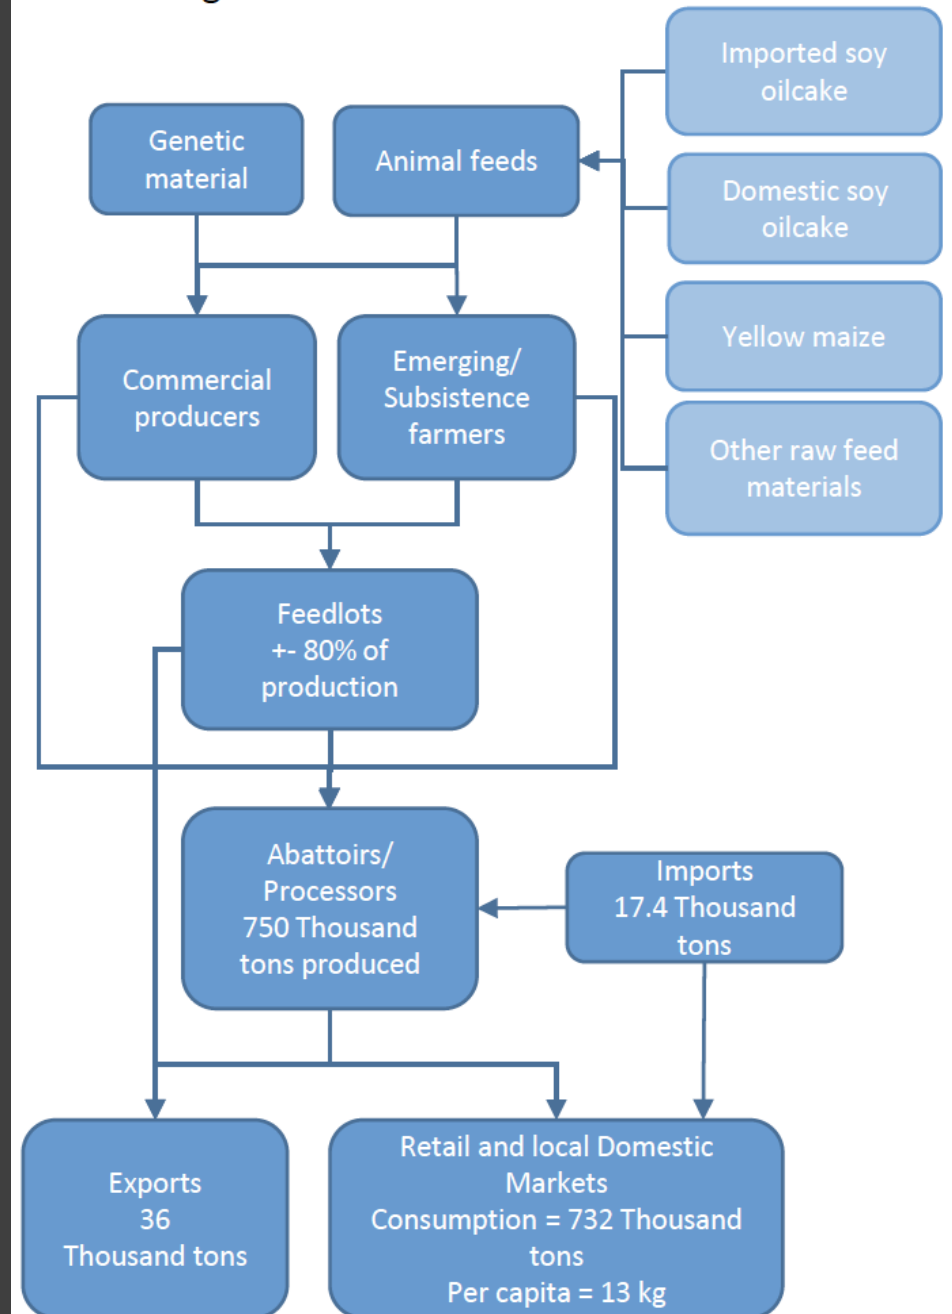 Genetic
material
Animal feeds
Imported soy
oilcake
Domestic soy
oilcake
Yellow maize
Other raw feed
materials
Commercial
producers
Emerging/
Subsistence
farmers
Feedlots
+- 80% of
production
Abattoirs/
Processors
750 Thousand
tons produced
Imports
17.4 Thousand
tons
Exports
36
Thousand tons
Retail and local Domestic
Markets
Consumption = 732 Thousand
tons
Per capita = 13 kg